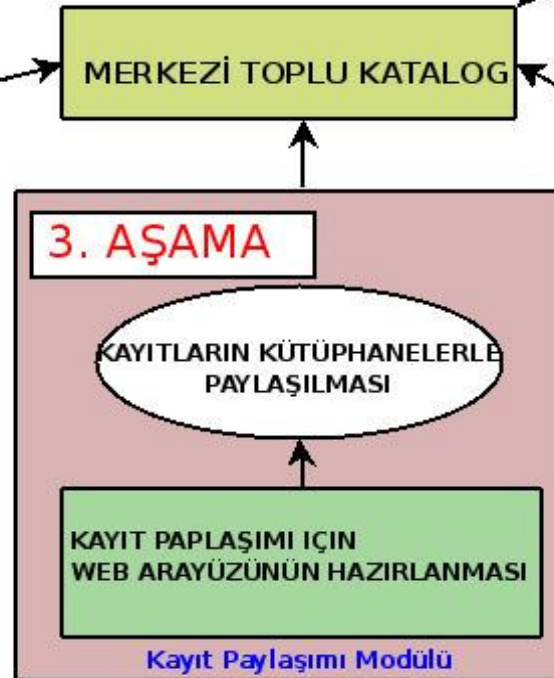 MERKEZİ TOPLU KATALOG
3. AŞAMA
KAYITLARIN KÜTÜPHANELERLE
PAYLAŞILMASI
KAYIT PAPLAŞIMI IÇIN
WEB ARAYÜZÜNÜN HAZIRLANMASI
Kayıt Paylaşımı Modülü